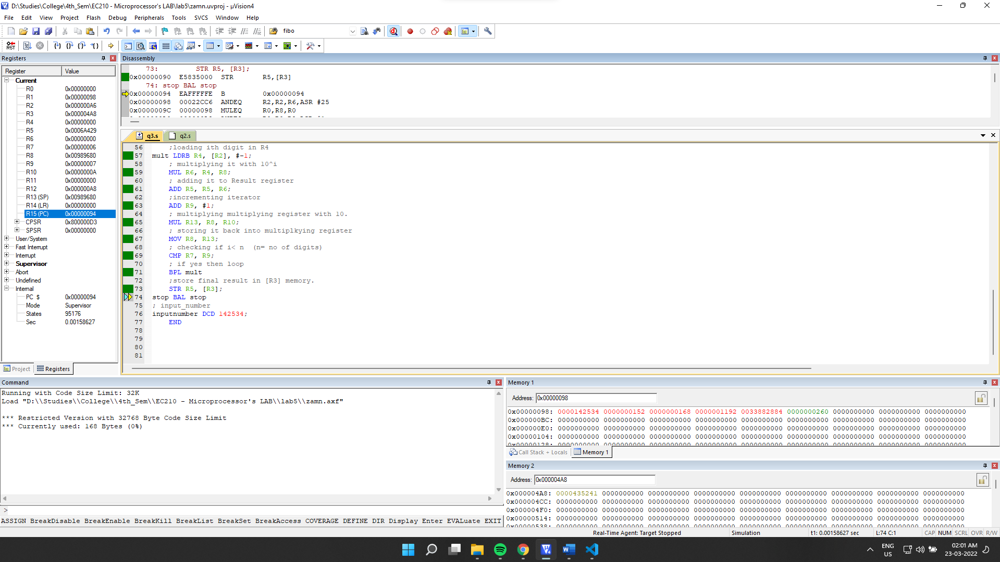 D:\Studies\College\4th_Sem\EC210 - Microprocessor's LAB\lab5\zamn.uvproj - µVision4
File Edit View Project Flash Debug Peripherals Tools SVCS Window Help
fibo
Registers
Register Value
Current
R0 0x00000000
R1 0x00000098
R2 0x000000A6
R3 0x000004A8
R4 0x00000000
R5 0x0006A429
R6 0x00000000
R7 0x00000006
R8 0x00989680
R9 0x00000007
R10 0x0000000A
R11 0x00000000
R12 0x000000A8
R13 (SP) 0x00989680
R14 (LR) 0x00000000
R15 (PC) 0x00000094
CPSR 0x800000D3
SPSR 0x00000000
User/System
Fast Interrupt
Interrupt
Supervisor
Abort
Undefined
Internal
PC $ 0x00000094
Mode Supervisor
States 95176
Sec 0.00158627
Project Registers
Disassembly
73: STR R5, [R3];
0x00000090 E5835000 STR R5,[R3]
74: stop BAL stop
0x00000094 EAFFFFFE B 0x00000094
0x00000098 00022CC6 ANDEQ R2,R2,R6,ASR #25
0x0000009C 00000098 MULEQ R0,R8,R0
q3.s q2.s
56 ;loading ith digit in R4
57 mult LDRB R4, [R2], #-1;
58 ; multiplying it with 10^i
59 MUL R6, R4, R8;
60 ; adding it to Result register
61 ADD R5, R5, R6;
62 ;incrementing iterator
63 ADD R9, #1;
64 ; multiplying multiplying register with 10.
65 MUL R13, R8, R10;
66 ; storing it back into multiplkying register
67 MOV R8, R13;
68 ; checking if i< n (n= no of digits)
69 CMP R7, R9;
70 ; if yes then loop
71 BPL mult
72 ;store final result in [R3] memory.
73 STR R5, [R3];
74 stop BAL stop
75 ; input_number
76 inputnumber DCD 142534;
77 END
78
79
80
81
Command
Running with Code Size Limit: 32K
Load "D:\\Studies\\College\\4th_Sem\\EC210 - Microprocessor's LAB\\lab5\\zamn.axf"
*** Restricted Version with 32768 Byte Code Size Limit
*** Currently used: 168 Bytes (0%)
>
ASSIGN BreakDisable BreakEnable BreakKill BreakList BreakSet BreakAccess COVERAGE DEFINE DIR Display Enter EVALuate EXIT
Memory 1
Address: 0x00000098
0x00000098: 0000142534 0000000152 0000000168 0000001192 0033882884 0000000260 0000000000 0000000000 0000000000
0x000000BC: 0000000000 0000000000 0000000000 0000000000 0000000000 0000000000 0000000000 0000000000 0000000000
0x000000E0: 0000000000 0000000000 0000000000 0000000000 0000000000 0000000000 0000000000 0000000000 0000000000
0x00000104: 0000000000 0000000000 0000000000 0000000000 0000000000 0000000000 0000000000 0000000000 0000000000
0x00000128: 0000000000 0000000000 0000000000 0000000000 0000000000 0000000000 0000000000 0000000000 0000000000
Call Stack + Locals Memory 1
Memory 2
Address: 0x000004A8
0x000004A8: 0000435241 0000000000 0000000000 0000000000 0000000000 0000000000 0000000000 0000000000 0000000000
0x000004CC: 0000000000 0000000000 0000000000 0000000000 0000000000 0000000000 0000000000 0000000000 0000000000
0x000004F0: 0000000000 0000000000 0000000000 0000000000 0000000000 0000000000 0000000000 0000000000 0000000000
0x00000514: 0000000000 0000000000 0000000000 0000000000 0000000000 0000000000 0000000000 0000000000 0000000000
0x00000538: 0000000000 0000000000 0000000000 0000000000 0000000000 0000000000 0000000000 0000000000 0000000000
Real-Time Agent: Target Stopped Simulation t1: 0.00158627 sec L:74 C:1 CAP NUM SCRL OVR R/W
ENG
US
02:01 AM
23-03-2022